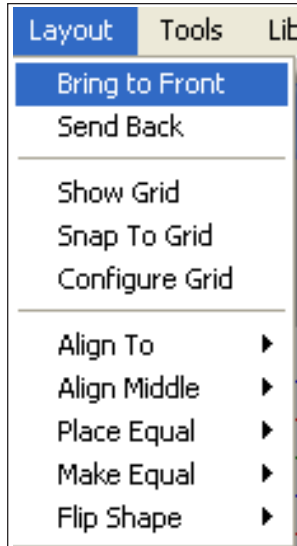 Layout Tools Lib
Bring to Front
Send Back
Show Grid
Snap To Grid
Configure Grid
Align To
Align Middle
Place Equal
Make Equal
Flip Shape